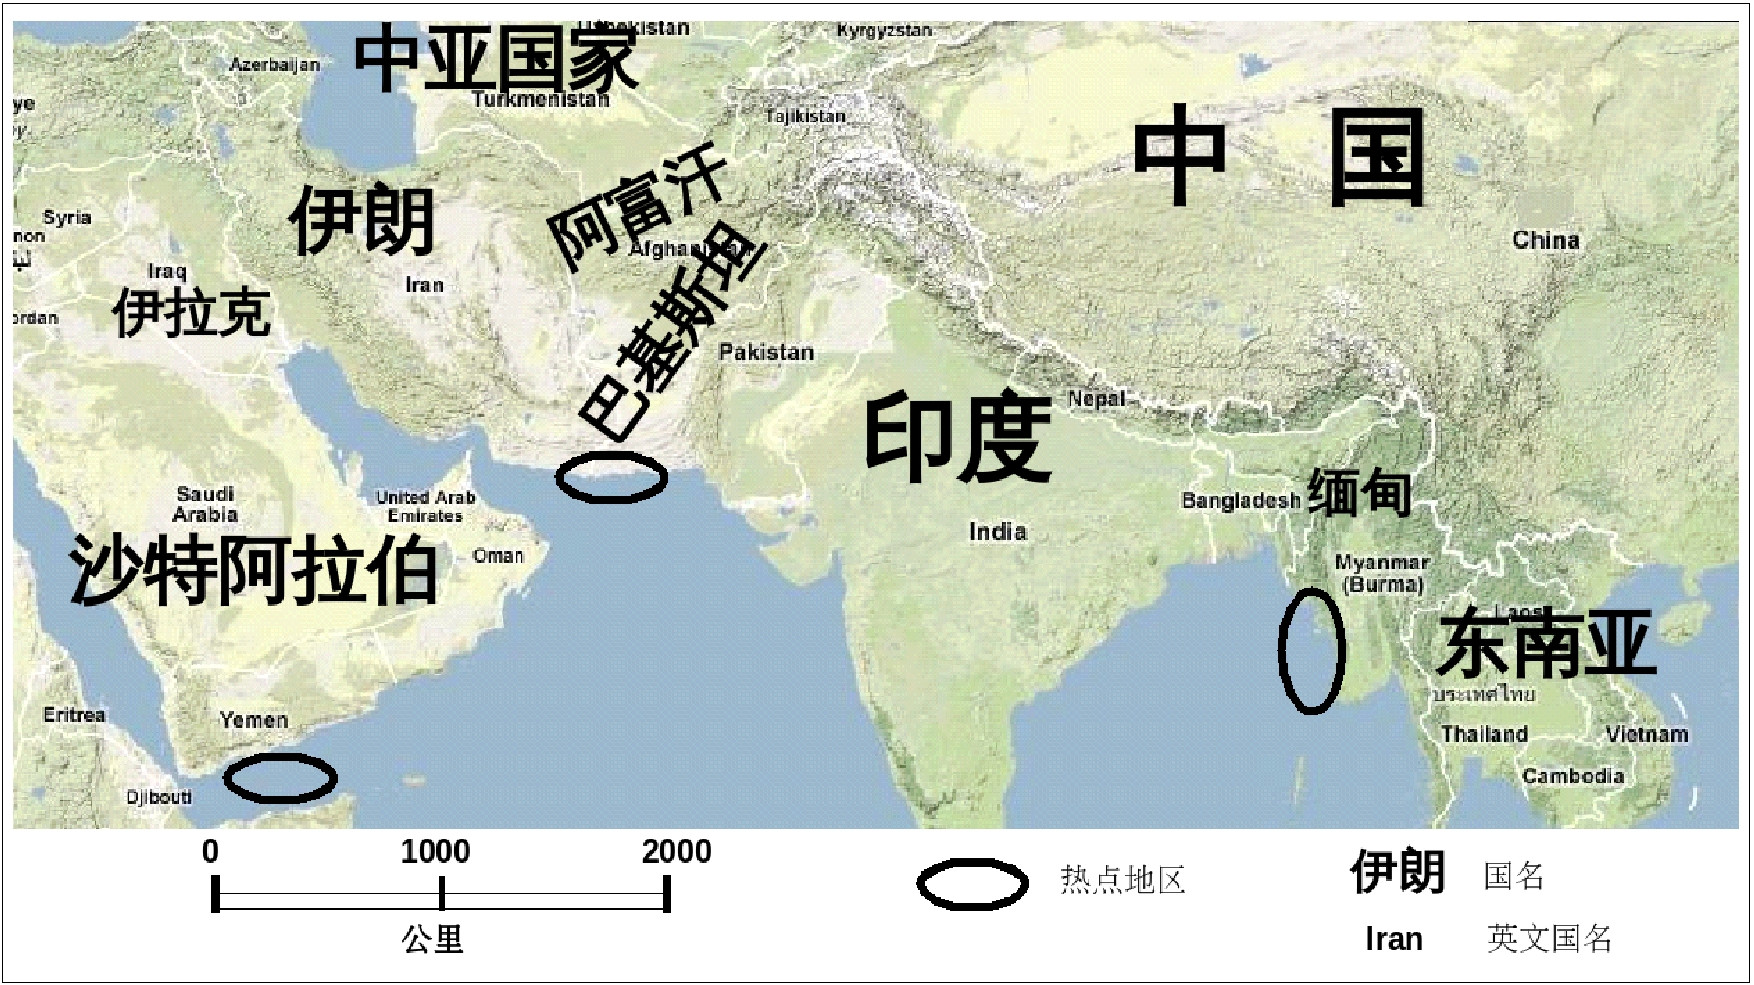 Uzbekistan
Kyrgyzstan
中亚国家
Azerbaijan
Turkmenistan
ye
Tajikistan
中 国
阿富汗
伊朗
Syria
Afghani
non
China
Iraq
Iran
伊拉克
ordan
巴基斯坦
Pakistan
印度
Nepal
缅甸
Saudi
Arabia
United Arab
Emirates
Bangladesh
India
沙特阿拉伯
Oman
Myanmar
(Burma)
Laos
东南亚
ประเทศไทย
Eritrea
Yemen
Thailand
Vietnam
Cambodia
Djibouti
0 1000 2000
公里
热点地区
伊朗 国名
Iran 英文国名